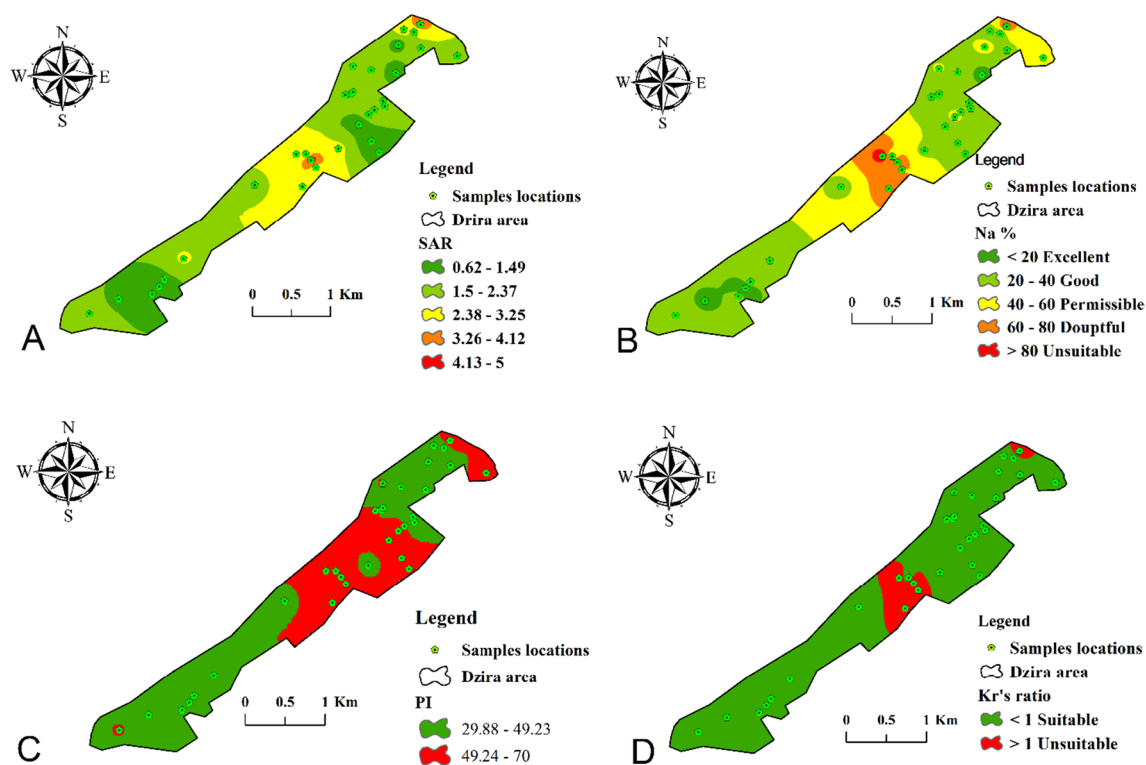 A
N
W E
S
Legend
Samples locations
Drira area
SAR
0.62 - 1.49
1.5 - 2.37
2.38 - 3.25
3.26 - 4.12
4.13 - 5
0 0.5 1 Km
B
N
W E
S
Legend
Samples locations
Dzira area
Na %
< 20 Excellent
20 - 40 Good
40 - 60 Permissible
60 - 80 Douptful
> 80 Unsuitable
0 0.5 1 Km
C
N
W E
S
Legend
Samples locations
Dzira area
PI
29.88 - 49.23
49.24 - 70
0 0.5 1 Km
D
N
W E
S
Legend
Samples locations
Dzira area
Kr's ratio
< 1 Suitable
> 1 Unsuitable
0 0.5 1 Km